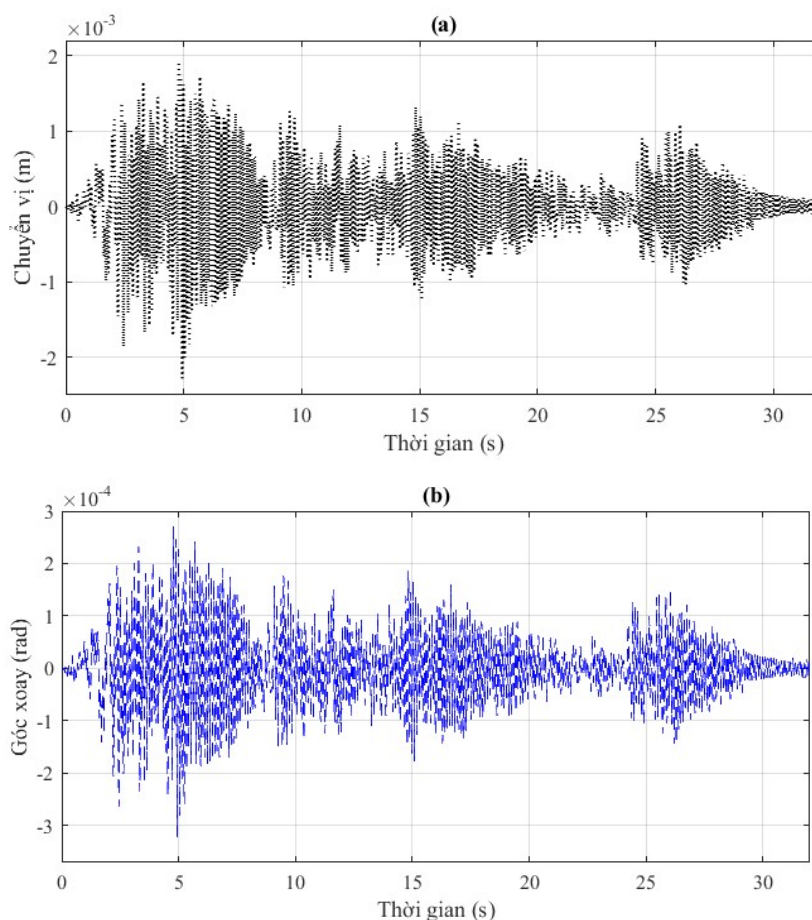 ×10⁻³
(a)
2
1
0
-1
-2
Chuyển vị (m)
0 5 10 15 20 25 30
Thời gian (s)
×10⁻⁴
(b)
3
2
1
0
-1
-2
-3
Góc xoay (rad)
0 5 10 15 20 25 30
Thời gian (s)